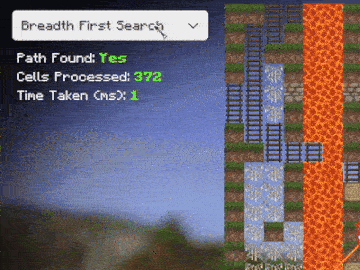 Breadth First Search
Path Found: Yes
Cells Processed: 372
Time Taken (ms): 1